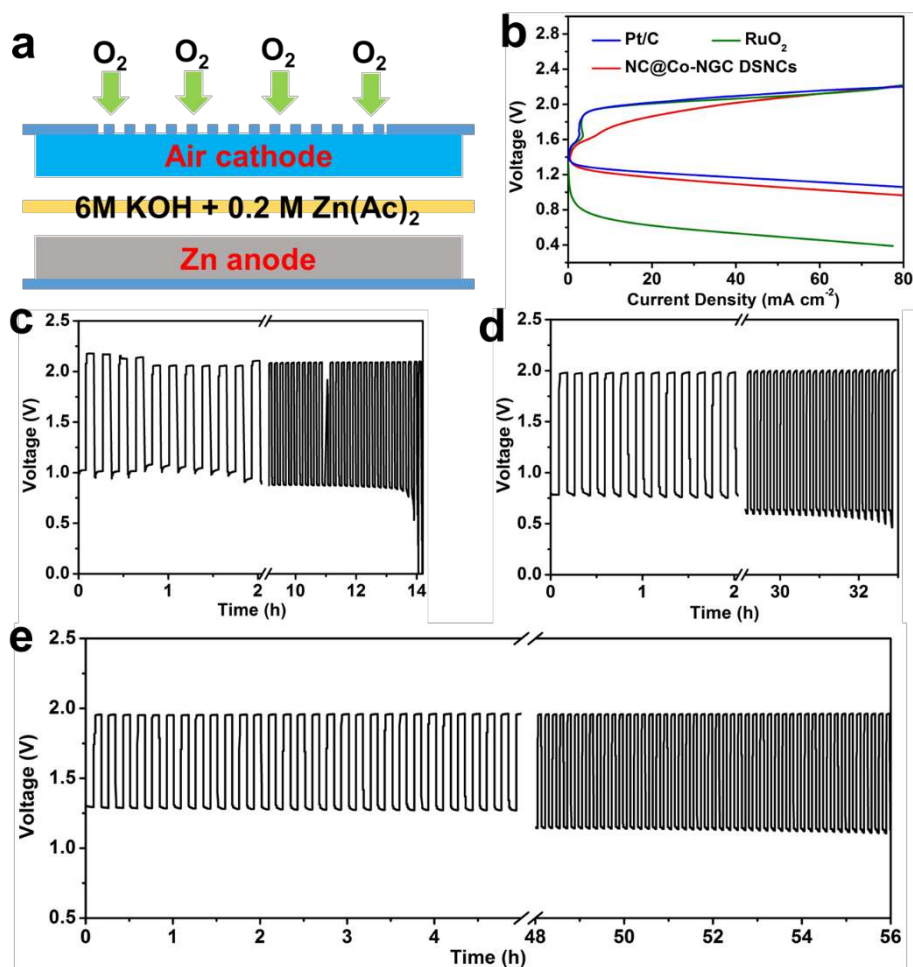 a
O2 O2 O2 O2
Air cathode
6M KOH + 0.2 M Zn(Ac)2
Zn anode
b
Pt/C RuO2
NC@Co-NGC DSNCs
Voltage (V)
2.8
2.4
2.0
1.6
1.2
0.8
0.4
0 20 40 60 80
Current Density (mA cm-2)
c
Voltage (V)
2.5
2.0
1.5
1.0
0.5
0.0
0 1 2 10 12 14
Time (h)
d
Voltage (V)
2.5
2.0
1.5
1.0
0.5
0.0
0 1 2 30 32
Time (h)
e
Voltage (V)
2.5
2.0
1.5
1.0
0.5
0 1 2 3 4 48 50 52 54 56
Time (h)